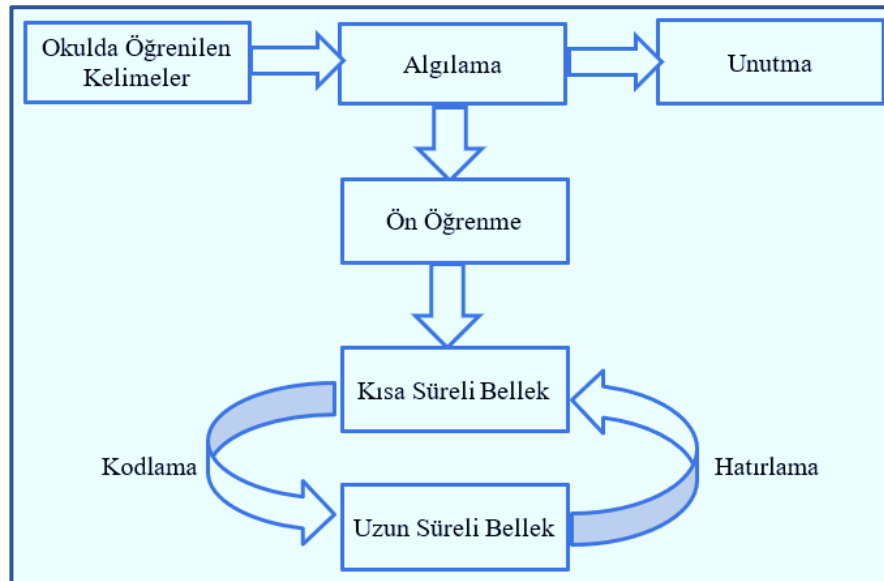 Okulda Öğrenilen
Kelimeler
Algılama
Unutma
Ön Öğrenme
Kısa Süreli Bellek
Kodlama
Hatırlama
Uzun Süreli Bellek